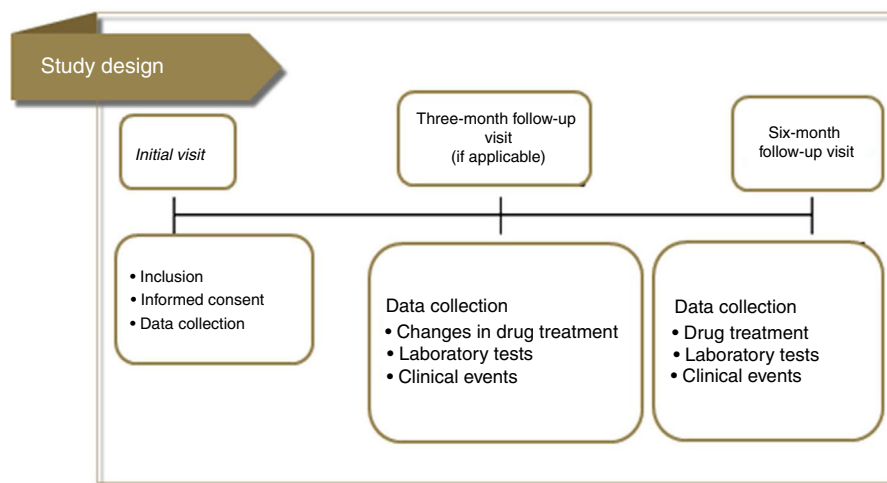 Study design
Initial visit
Three-month follow-up
visit
(if applicable)
Six-month
follow-up visit
• Inclusion
• Informed consent
• Data collection
Data collection
• Changes in drug treatment
• Laboratory tests
• Clinical events
Data collection
• Drug treatment
• Laboratory tests
• Clinical events